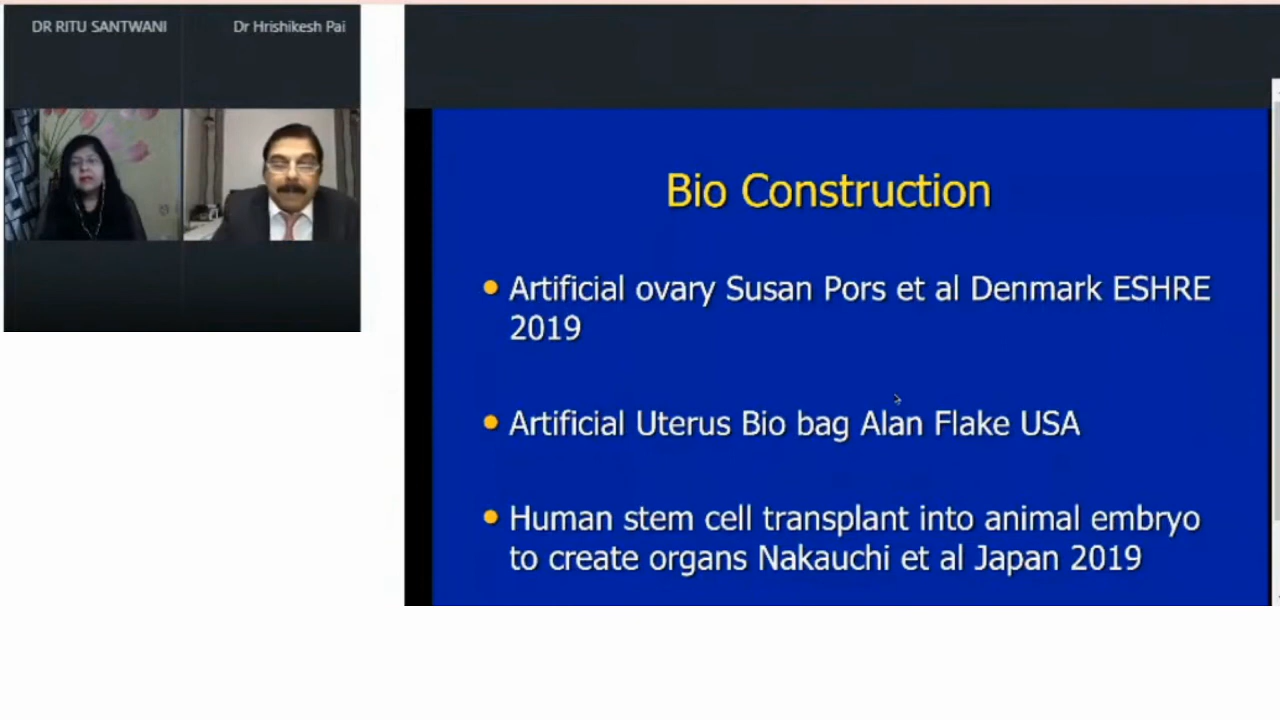 DR RITU SANTWANI
Dr Hrishikesh Pai
Bio Construction
Artificial ovary Susan Pors et al Denmark ESHRE
2019
Artificial Uterus Bio bag Alan Flake USA
Human stem cell transplant into animal embryo
to create organs Nakauchi et al Japan 2019